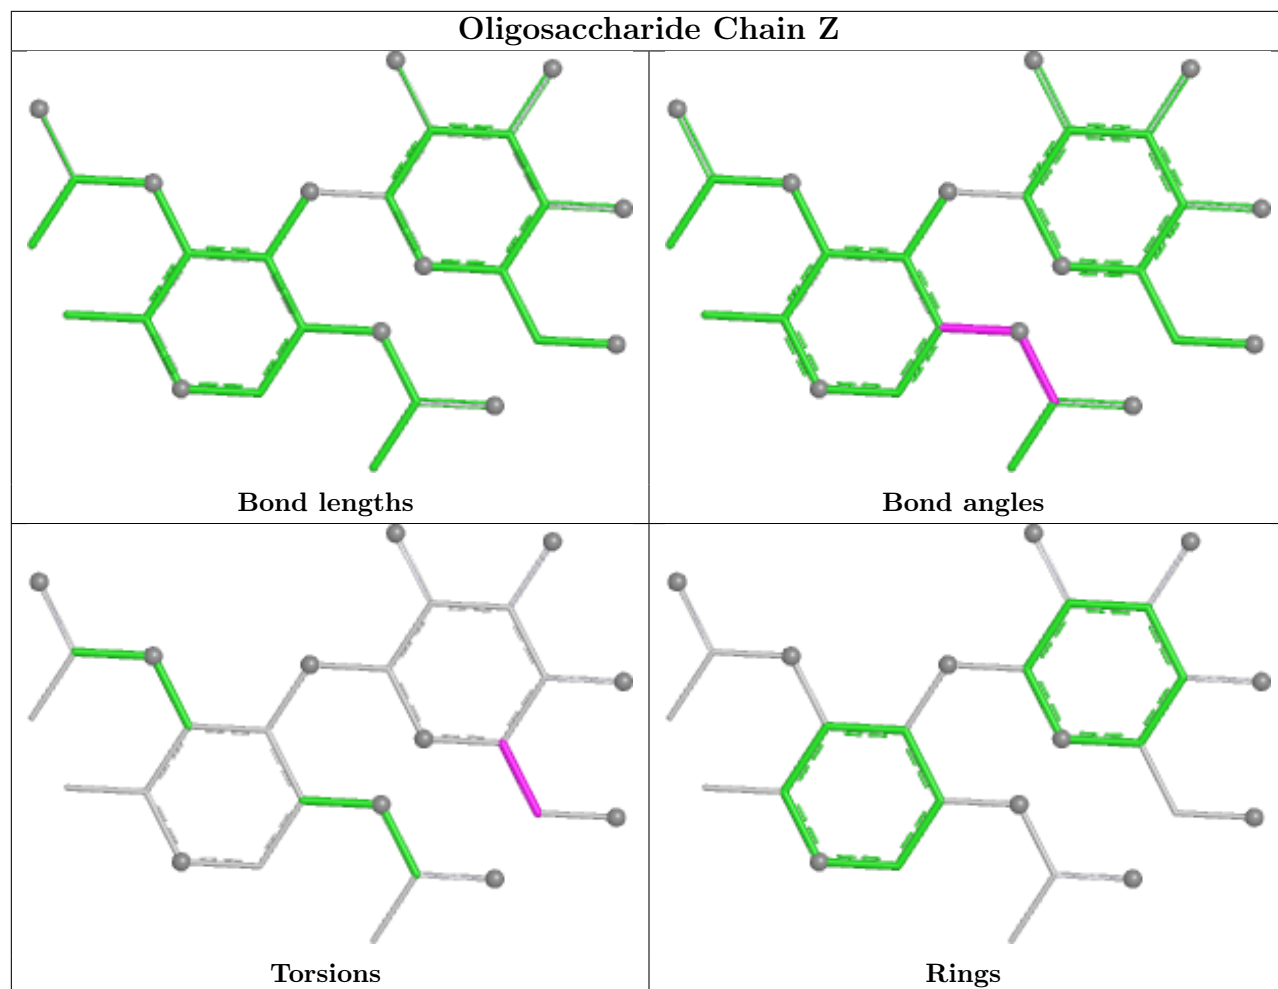 Oligosaccharide Chain Z
Bond lengths
Bond angles
Torsions
Rings